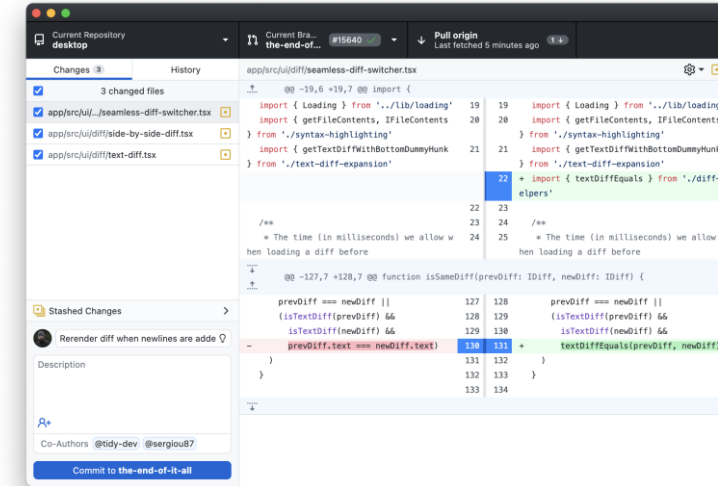 Current Repository
desktop
Current Bra...
the-end-of...
#15640
Pull origin
Last fetched 5 minutes ago
1
Changes 3
History
3 changed files
app/src/ui/.../seamless-diff-switcher.tsx
app/src/ui/diff/side-by-side-diff.tsx
app/src/ui/diff/text-diff.tsx
Stashed Changes
Rerender diff when newlines are adde
Description
Co-Authors @tidy-dev @sergiou87
Commit to the-end-of-it-all
app/src/ui/diff/seamless-diff-switcher.tsx
@@ -19,6 +19,7 @@ import {
import { Loading } from '../lib/loading' 19 19 import { Loading } from '../lib/loading
import { getFileContents, IFileContents 20 20 import { getFileContents, IFileContents
} from './syntax-highlighting' } from './syntax-highlighting'
import { getTextDiffWithBottomDummyHunk 21 21 import { getTextDiffWithBottomDummyHunk
} from './text-diff-expansion' } from './text-diff-expansion'
22 + import { textDiffEquals } from './diff-
elpers'
22 23
/** 23 24 /**
* The time (in milliseconds) we allow w 24 25 * The time (in milliseconds) we allow
hen loading a diff before hen loading a diff before
@@ -127,7 +128,7 @@ function isSameDiff(prevDiff: IDiff, newDiff: IDiff) {
prevDiff === newDiff || 127 128 prevDiff === newDiff ||
(isTextDiff(prevDiff) && 128 129 (isTextDiff(prevDiff) &&
isTextDiff(newDiff) && 129 130 isTextDiff(newDiff) &&
- prevDiff.text === newDiff.text) 130 131 + textDiffEquals(prevDiff, newDiff)
) 131 132 )
} 132 133 }
133 134